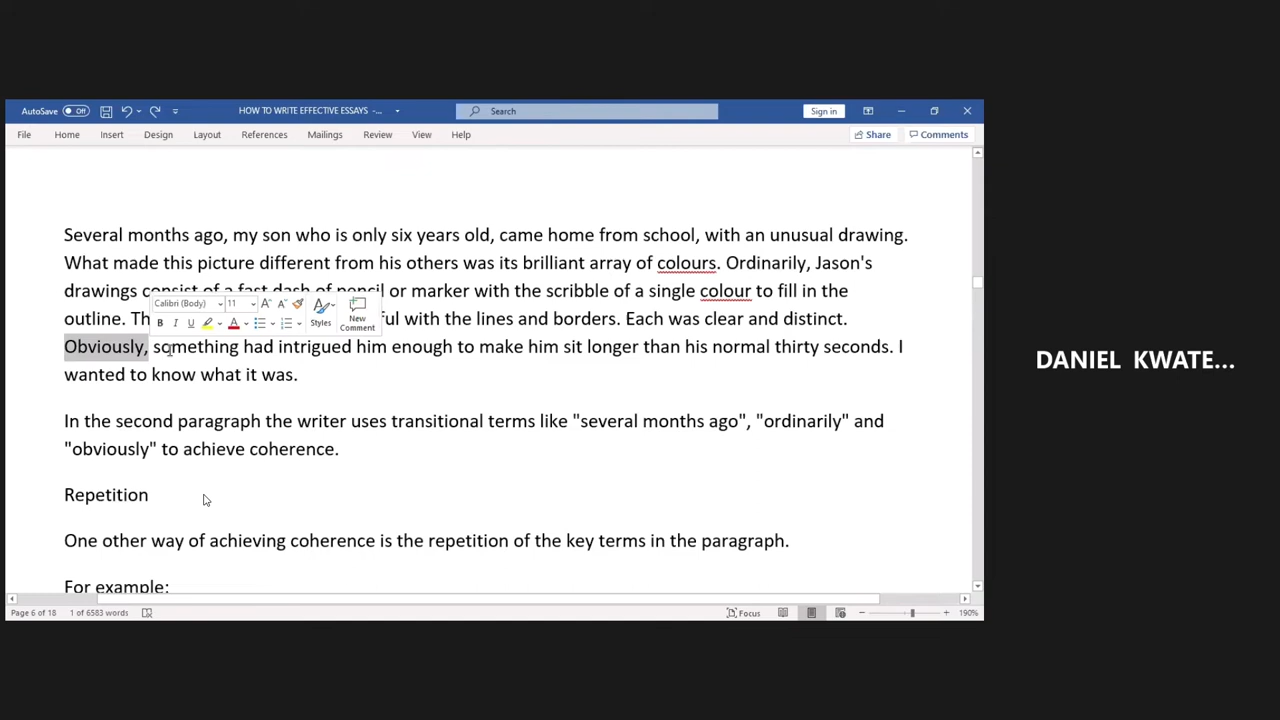 AutoSave Off HOW TO WRITE EFFECTIVE ESSAYS -... Search Sign in
File Home Insert Design Layout References Mailings Review View Help Share Comments
Several months ago, my son who is only six years old, came home from school, with an unusual drawing.
What made this picture different from his others was its brilliant array of colours. Ordinarily, Jason's
drawings consist of a fast dash of pencil or marker with the scribble of a single colour to fill in the
Calibri (Body) 11
outline. ful with the lines and borders. Each was clear and distinct.
Styles New Comment
Obviously, something had intrigued him enough to make him sit longer than his normal thirty seconds. I
wanted to know what it was.
In the second paragraph the writer uses transitional terms like "several months ago", "ordinarily" and
"obviously" to achieve coherence.
Repetition
One other way of achieving coherence is the repetition of the key terms in the paragraph.
For example:
Page 6 of 18 1 of 6583 words Focus 190%
DANIEL KWATE...